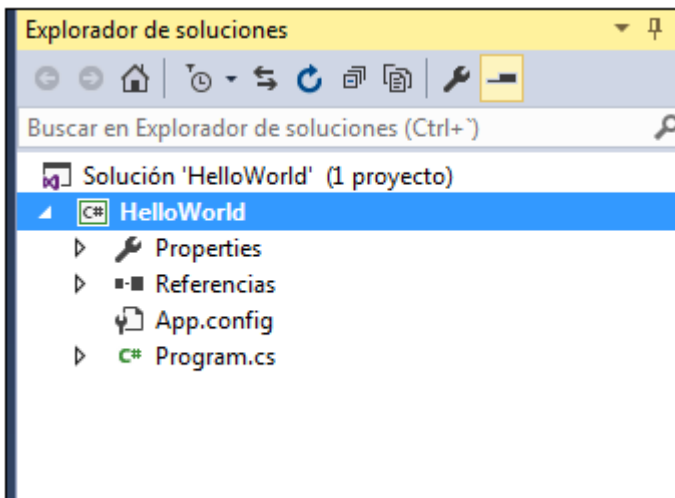 Explorador de soluciones
Buscar en Explorador de soluciones (Ctrl+`)
Solución 'HelloWorld' (1 proyecto)
C# HelloWorld
Properties
Referencias
App.config
C# Program.cs